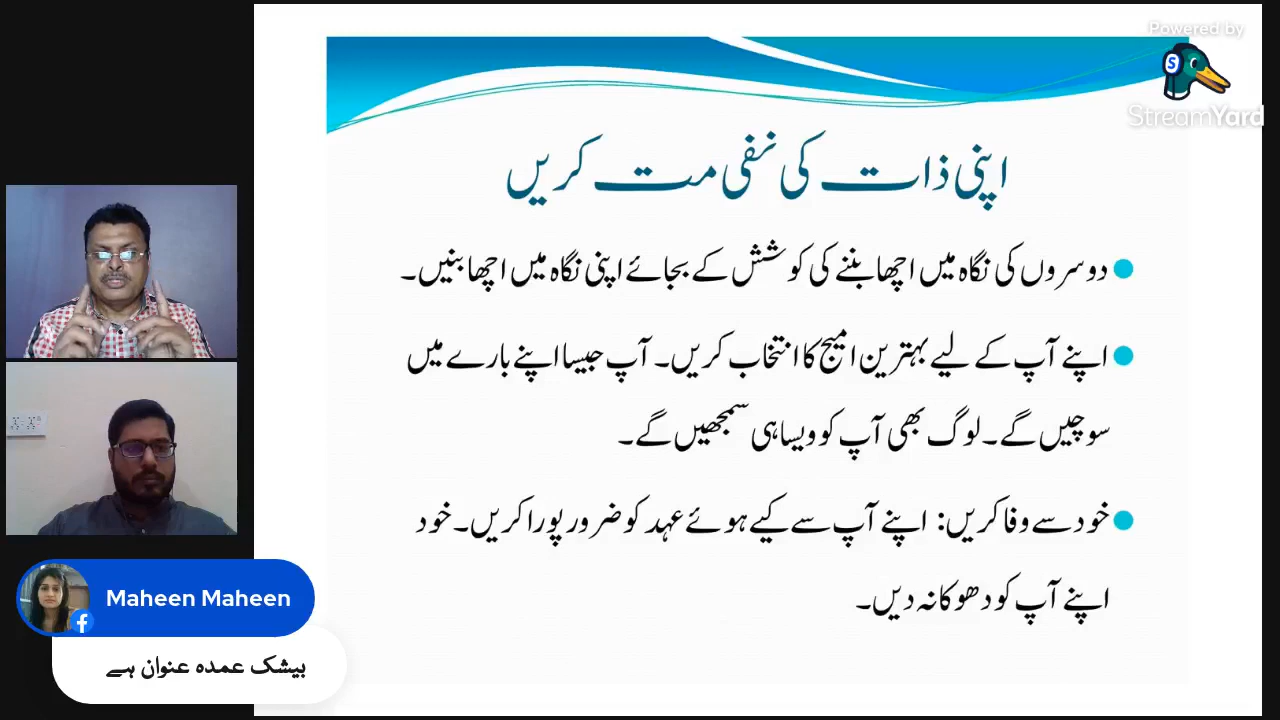 Powered by
StreamYard
اپنی ذات کی نفی مت کریں
دوسروں کی نگاہ میں اچھا بننے کی کوشش کے بجائے اپنی نگاہ میں اچھا بنیں۔
اپنے آپ کے لیے بہترین امیج کا انتخاب کریں۔ آپ جیسا اپنے بارے میں
سوچیں گے۔ لوگ بھی آپ کو ویسا ہی سمجھیں گے۔
خود سے وفا کریں: اپنے آپ سے کیے ہوئے عہد کو ضرور پورا کریں۔ خود
اپنے آپ کو دھوکا نہ دیں۔
Maheen Maheen
بیشک عمدہ عنوان ہے